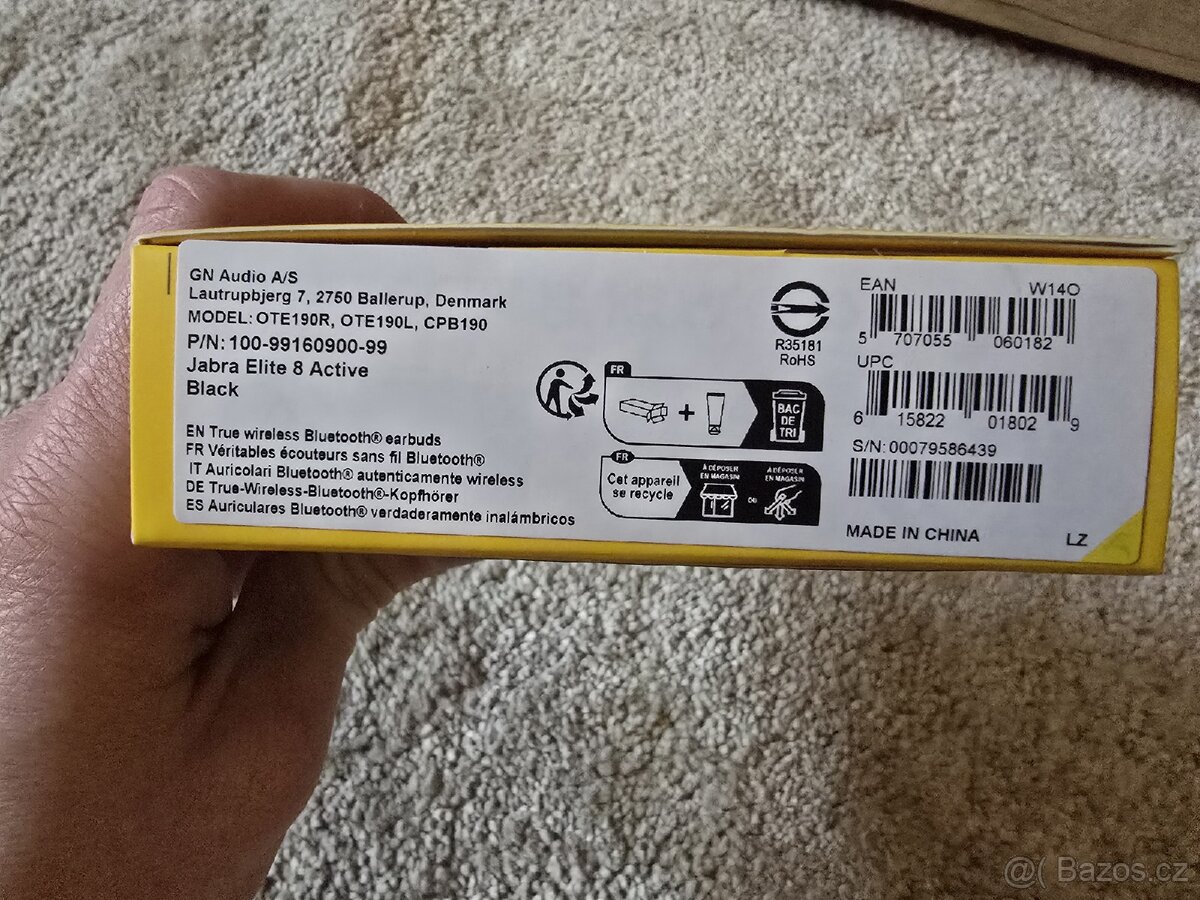 GN Audio A/S
Lautrupbjerg 7, 2750 Ballerup, Denmark
MODEL: OTE190R, OTE190L, CPB190
P/N: 100-99160900-99
Jabra Elite 8 Active
Black
EN True wireless Bluetooth® earbuds
FR Véritables écouteurs sans fil Bluetooth®
IT Auricolari Bluetooth® autenticamente wireless
DE True-Wireless-Bluetooth®-Kopfhörer
ES Auriculares Bluetooth® verdaderamente inalámbricos
R35181
RoHS
FR
+
BAC
DE
TRI
FR
Cet appareil
se recycle
À DÉPOSER
EN MAGASIN
OU
À DÉPOSER
EN MAGASIN
EAN W14O
5 707055 060182
UPC
6 15822 01802 9
S/N: 00079586439
MADE IN CHINA LZ
@( Bazos.cz